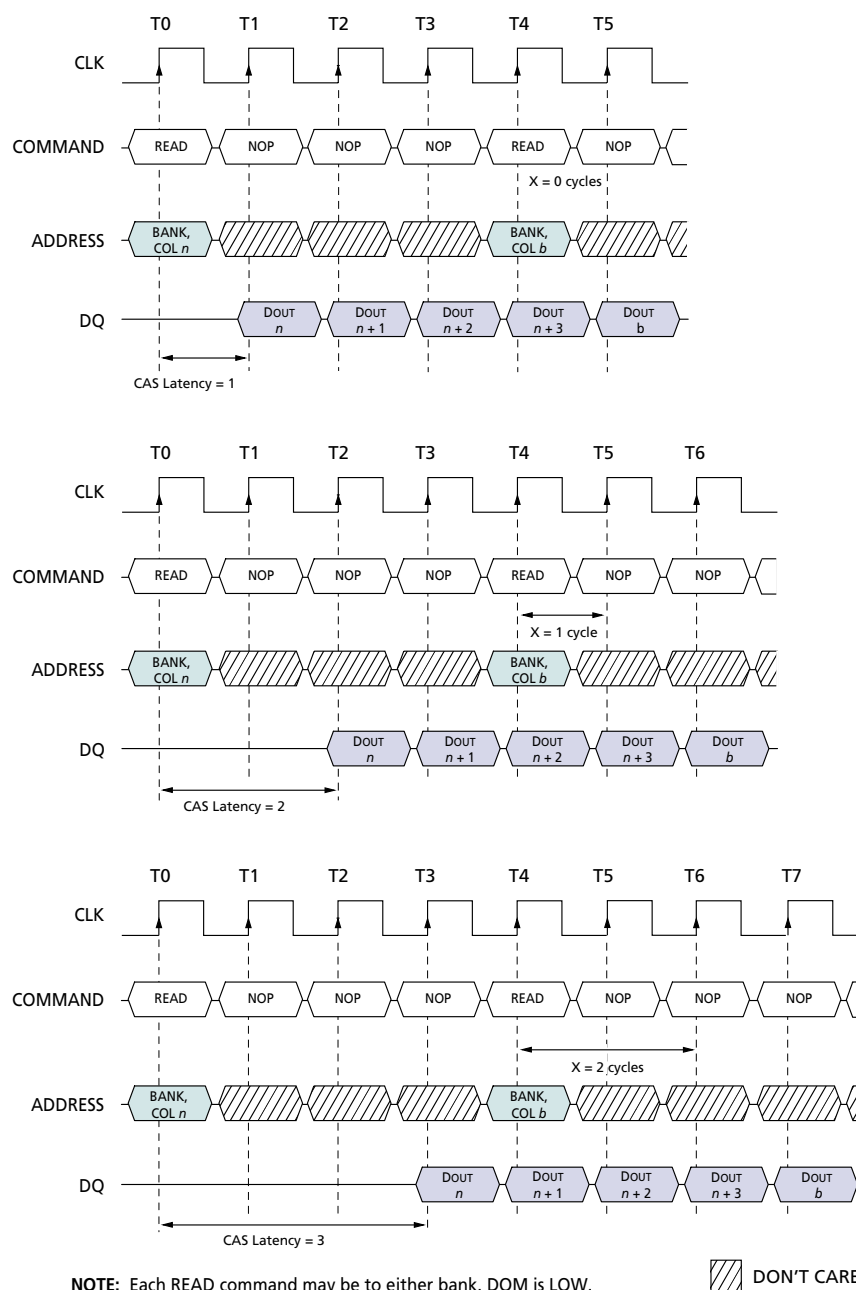 T0 T1 T2 T3 T4 T5
CLK
COMMAND READ NOP NOP NOP READ NOP
X = 0 cycles
ADDRESS BANK, COL n BANK, COL b
DQ DOUT n DOUT n + 1 DOUT n + 2 DOUT n + 3 DOUT b
CAS Latency = 1
T0 T1 T2 T3 T4 T5 T6
CLK
COMMAND READ NOP NOP NOP READ NOP NOP
X = 1 cycle
ADDRESS BANK, COL n BANK, COL b
DQ DOUT n DOUT n + 1 DOUT n + 2 DOUT n + 3 DOUT b
CAS Latency = 2
T0 T1 T2 T3 T4 T5 T6 T7
CLK
COMMAND READ NOP NOP NOP READ NOP NOP NOP
X = 2 cycles
ADDRESS BANK, COL n BANK, COL b
DQ DOUT n DOUT n + 1 DOUT n + 2 DOUT n + 3 DOUT b
CAS Latency = 3
NOTE: Each READ command may be to either bank. DQM is LOW.
DON'T CARE